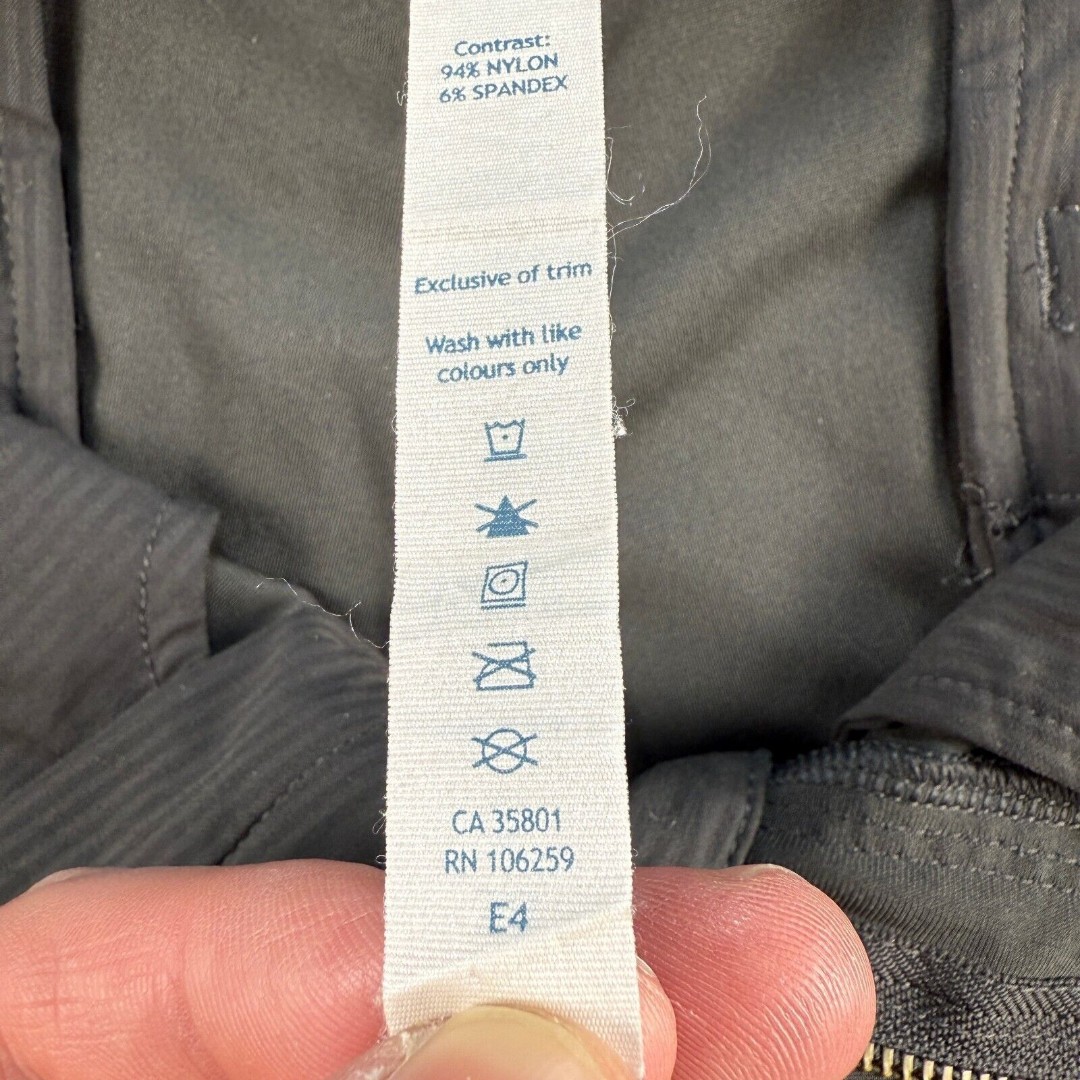 Contrast:
94% NYLON
6% SPANDEX
Exclusive of trim
Wash with like
colours only
CA 35801
RN 106259
E4